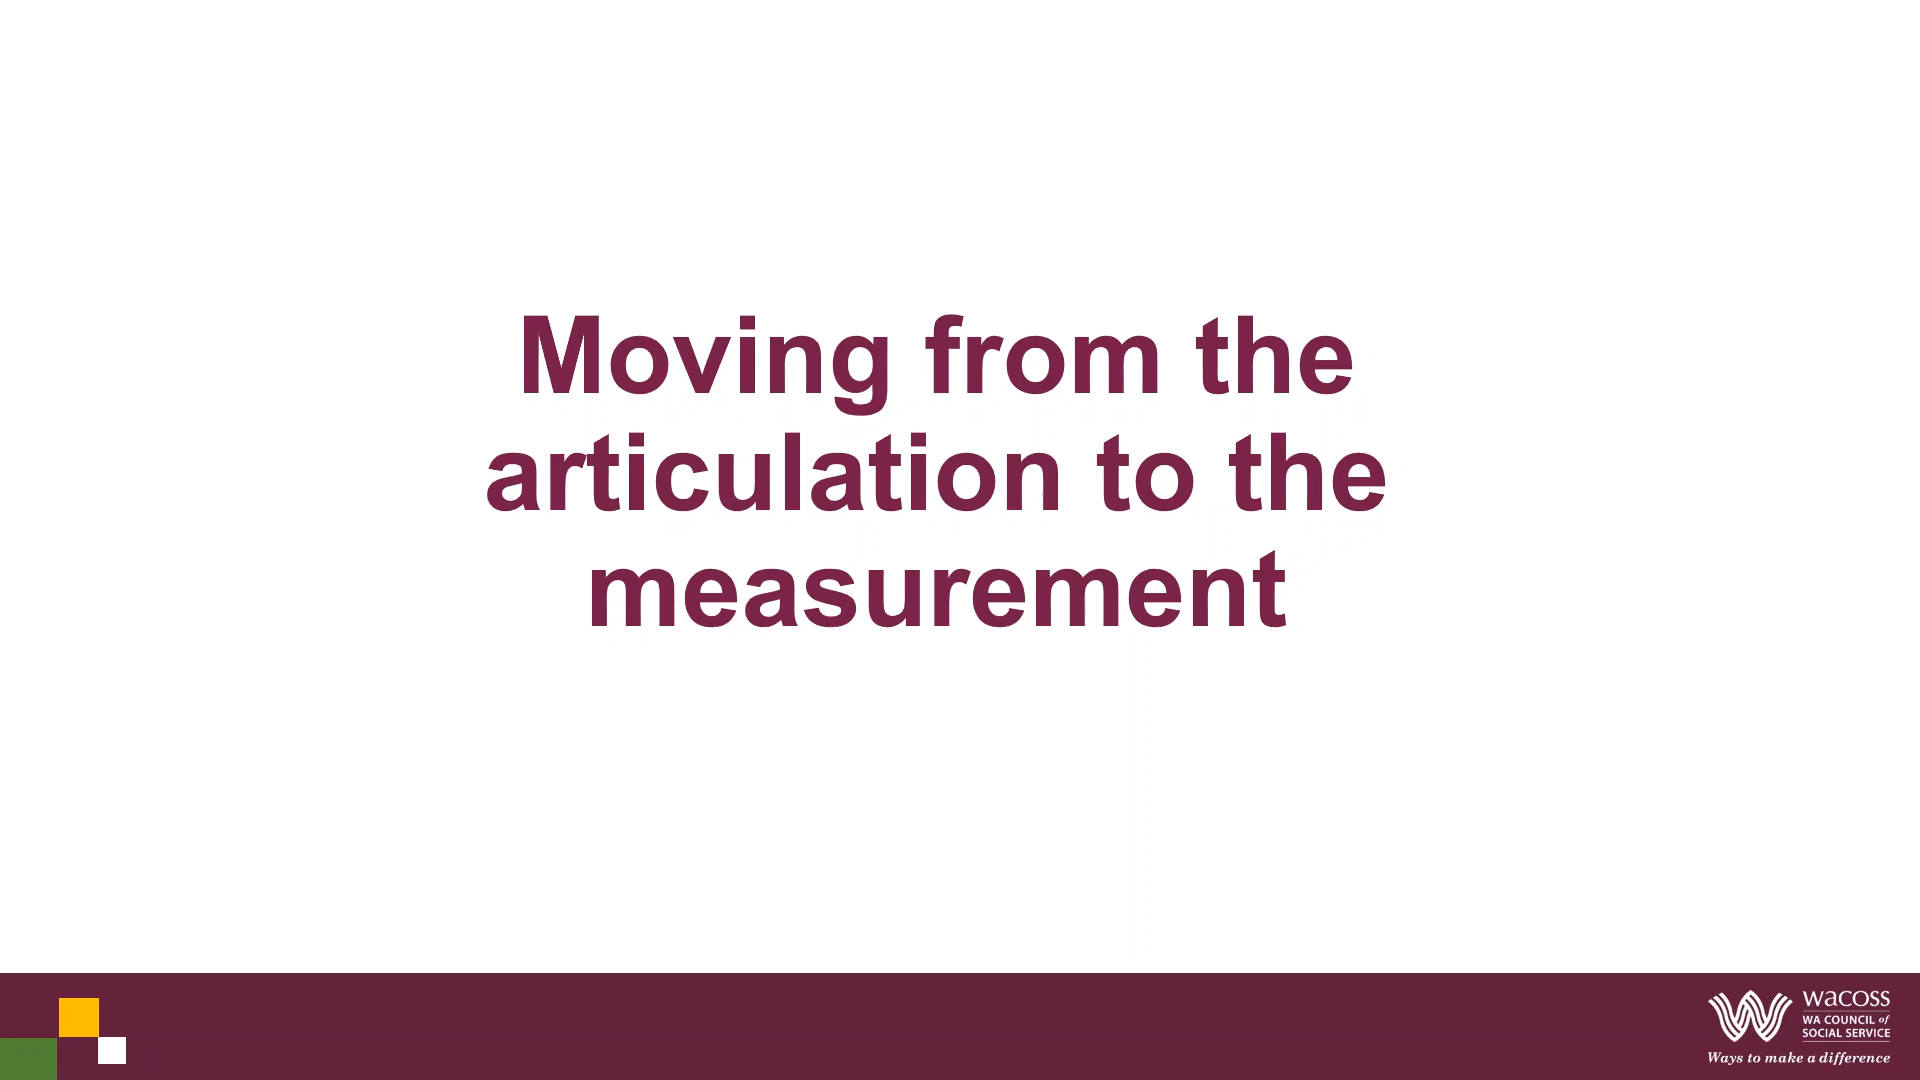 Moving from the
articulation to the
measurement
wacoss
WA COUNCIL of
SOCIAL SERVICE
Ways to make a difference